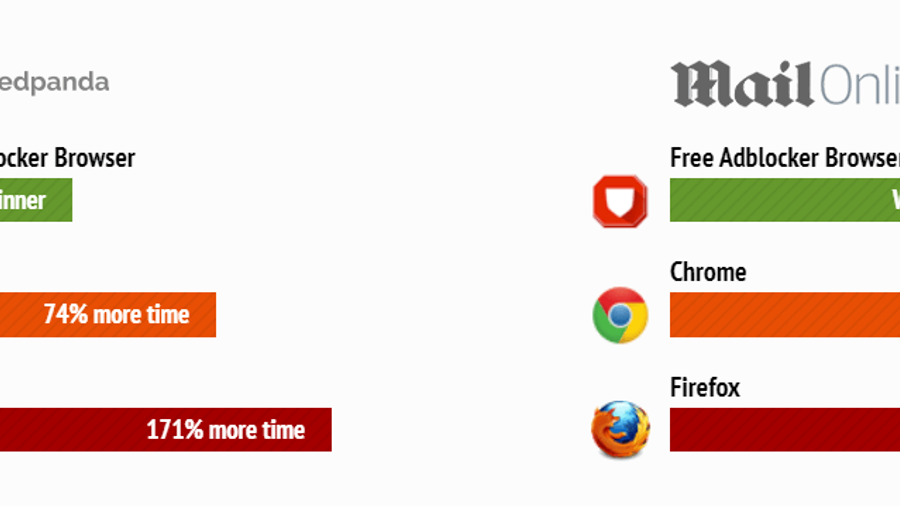 edpanda
ocker Browser
inner
74% more time
171% more time
Mail Onli
Free Adblocker Browser
W
Chrome
Firefox